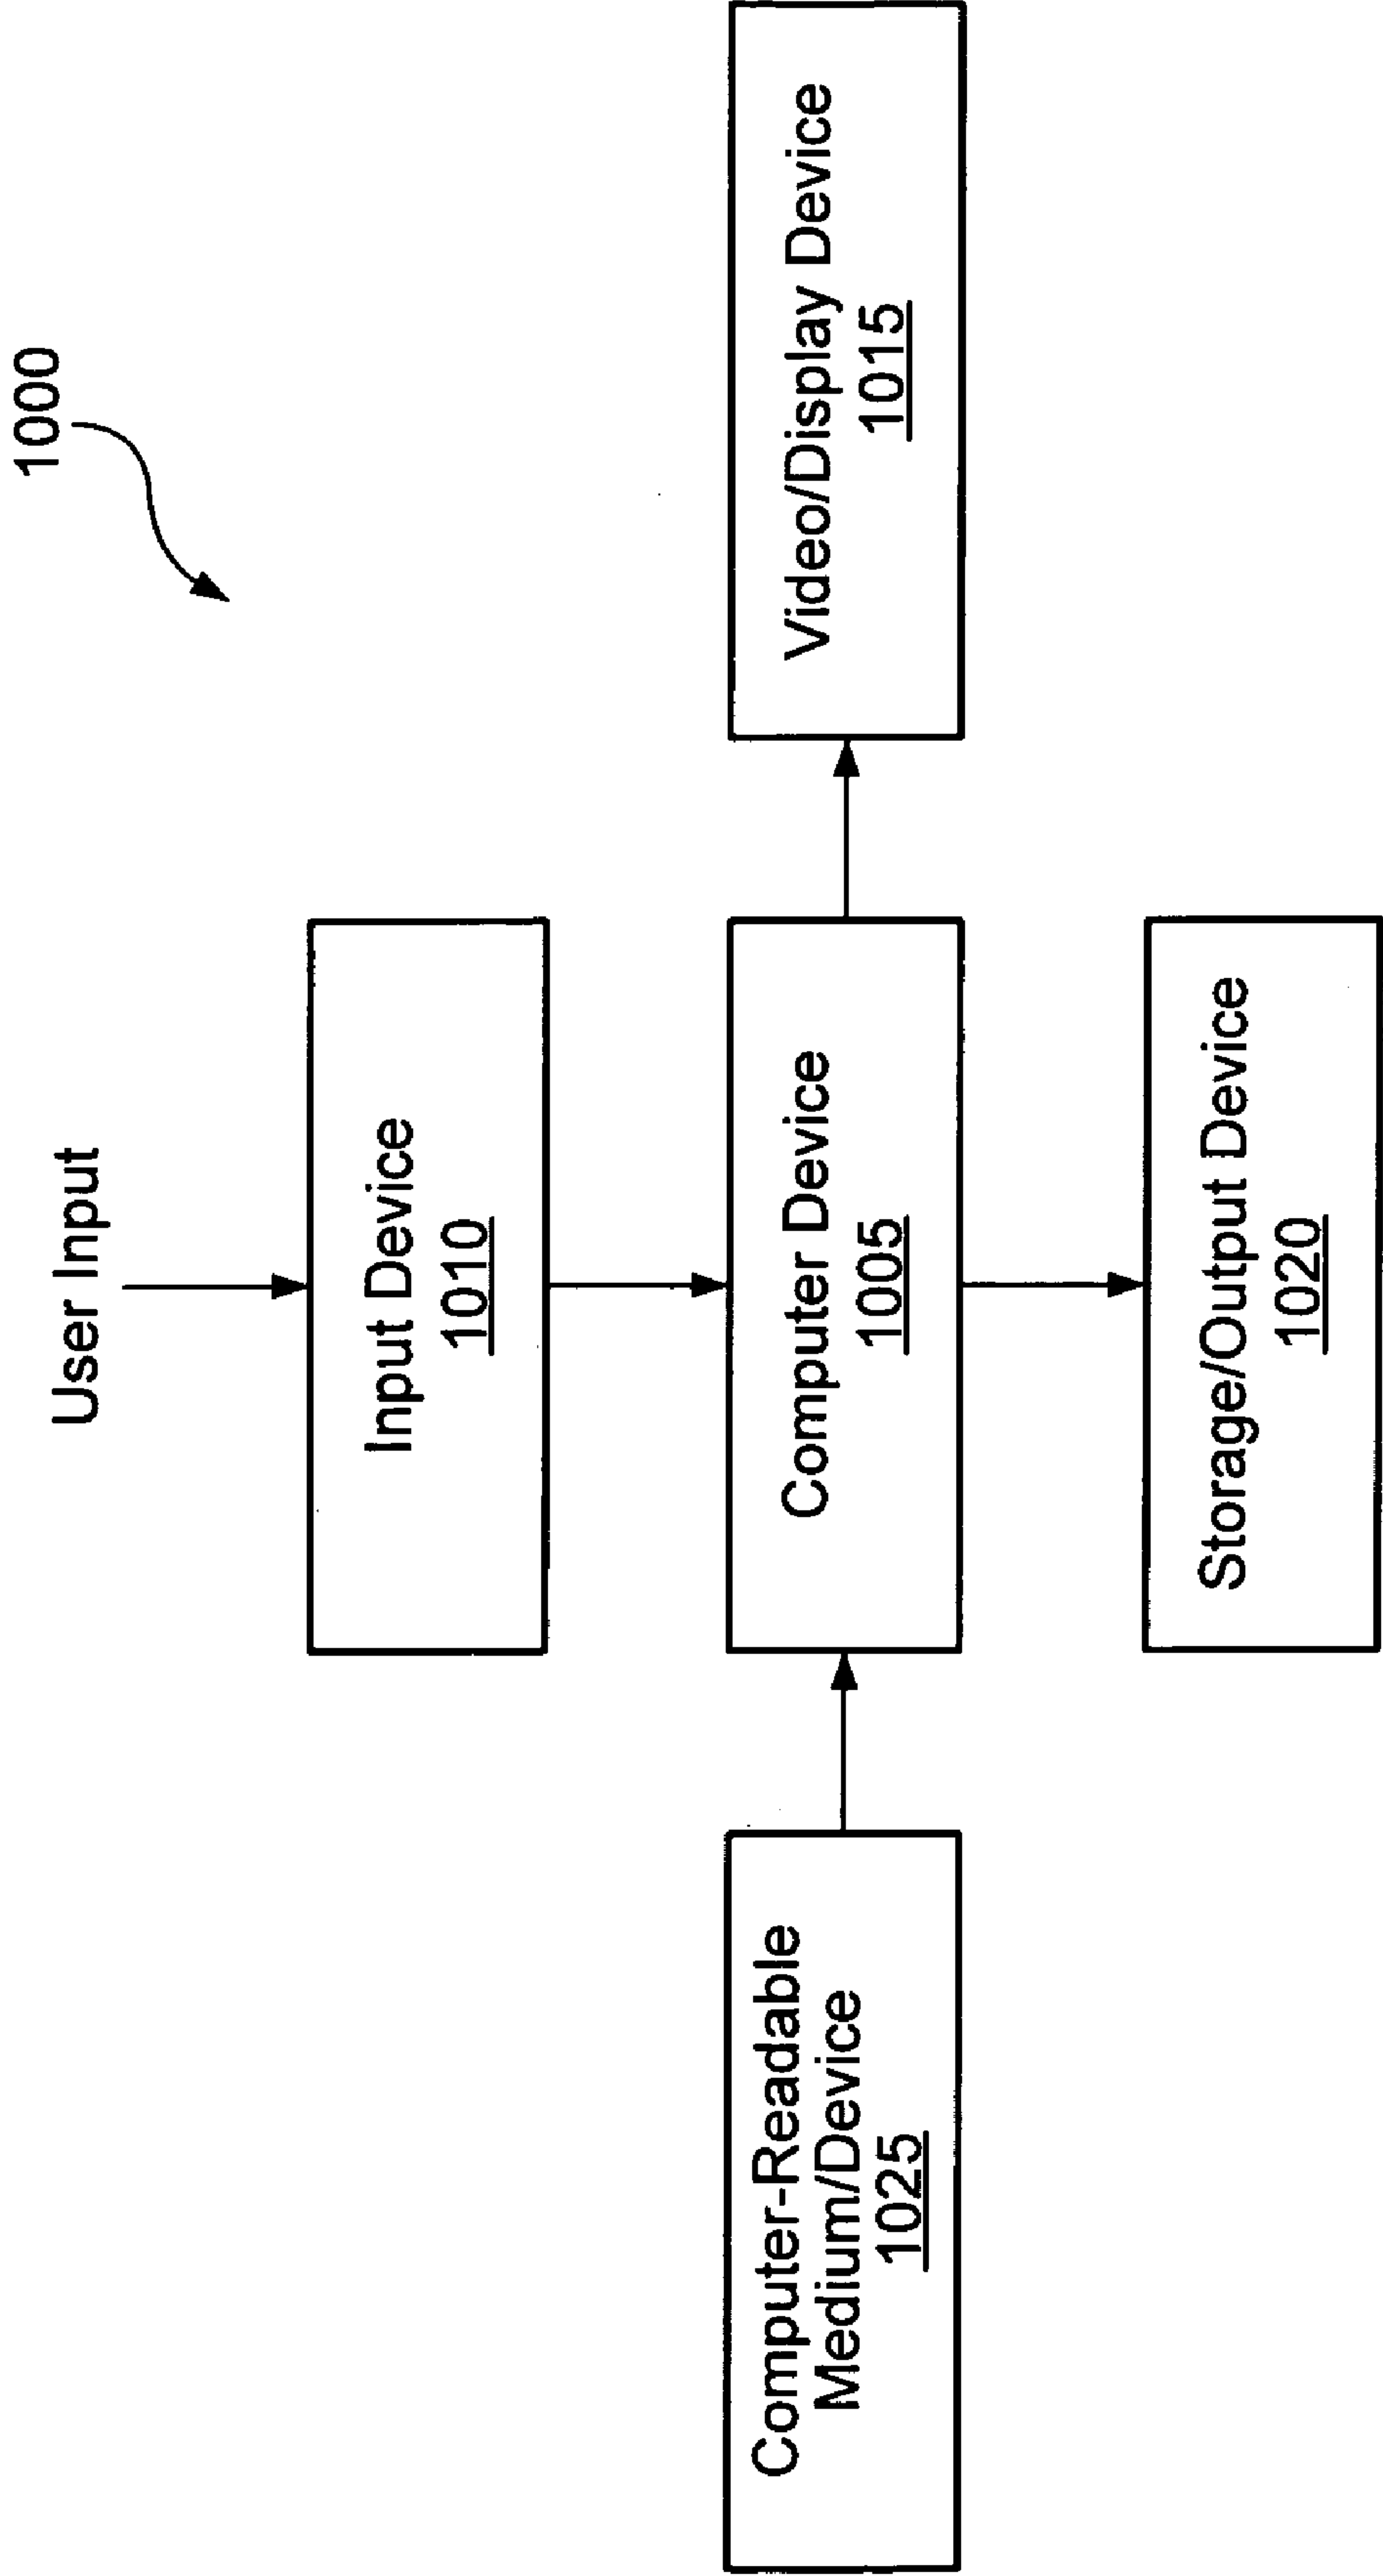 1000
User Input
Input Device
1010
Computer-Readable
Medium/Device
1025
Computer Device
1005
Video/Display Device
1015
Storage/Output Device
1020